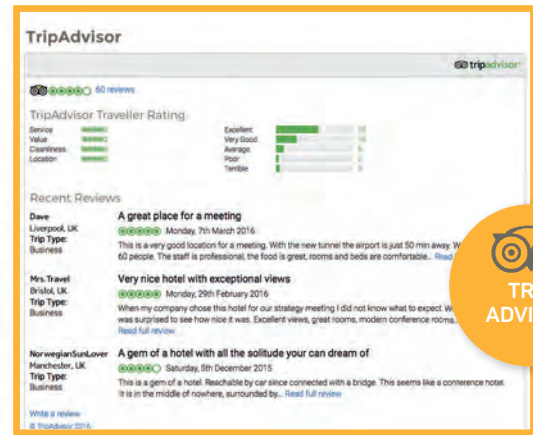 TripAdvisor
tripadvisor
60 reviews
TripAdvisor Traveller Rating
Service
Value
Cleanliness
Location
Excellent
Very Good
Average
Poor
Terrible
Recent Reviews
Dave
Liverpool, UK
Trip Type:
Business
A great place for a meeting
Monday, 7th March 2016
This is a very good location for a meeting. With the new tunnel the airport is just 50 min away. W
60 people. The staff is professional, the food is great, rooms and beds are comfortable... Read
Mrs. Travel
Bristol, UK
Trip Type:
Business
Very nice hotel with exceptional views
Monday, 29th February 2016
When my company chose this hotel for our strategy meeting I did not know what to expect. W
was surprised to see how nice it was. Excellent views, great rooms, modern conference rooms,
Read full review
NorwegianSunLover
Manchester, UK
Trip Type:
Business
A gem of a hotel with all the solitude your can dream of
Saturday, 5th December 2015
This is a gem of a hotel. Reachable by car since connected with a bridge. This seems like a conference hotel.
It is in the middle of nowhere, surrounded by... Read full review
Write a review
© TripAdvisor 2016
TR
ADVI